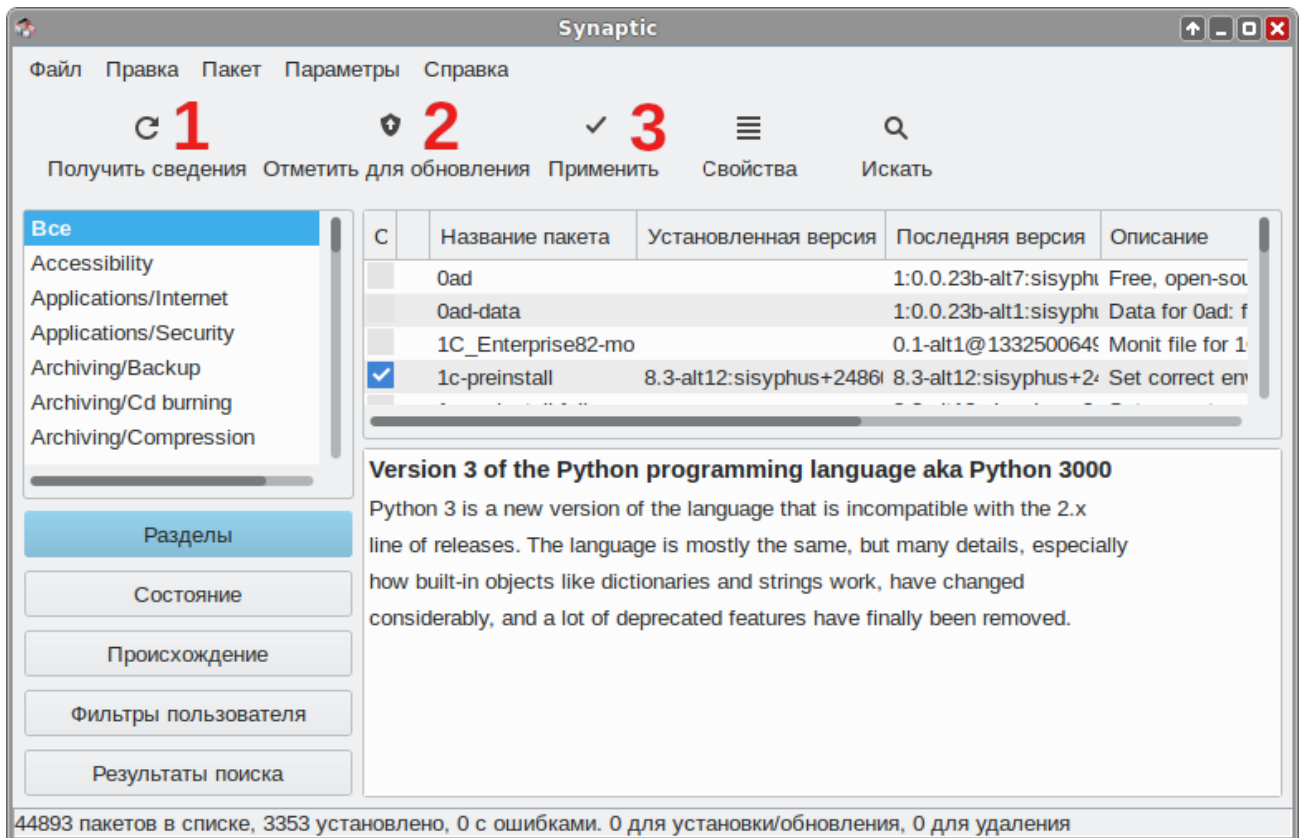 Synaptic
Файл Правка Пакет Параметры Справка
1 2 3
Получить сведения Отметить для обновления Применить Свойства Искать
Все
Accessibility
Applications/Internet
Applications/Security
Archiving/Backup
Archiving/Cd burning
Archiving/Compression
С Название пакета Установленная версия Последняя версия Описание
0ad 1:0.0.23b-alt7:sisyphu Free, open-sou
0ad-data 1:0.0.23b-alt1:sisyphu Data for 0ad: f
1C_Enterprise82-mo 0.1-alt1@1332500649 Monit file for 1
1c-preinstall 8.3-alt12:sisyphus+2486 8.3-alt12:sisyphus+24 Set correct env
Version 3 of the Python programming language aka Python 3000
Python 3 is a new version of the language that is incompatible with the 2.x
line of releases. The language is mostly the same, but many details, especially
how built-in objects like dictionaries and strings work, have changed
considerably, and a lot of deprecated features have finally been removed.
Разделы
Состояние
Происхождение
Фильтры пользователя
Результаты поиска
44893 пакетов в списке, 3353 установлено, 0 с ошибками. 0 для установки/обновления, 0 для удаления